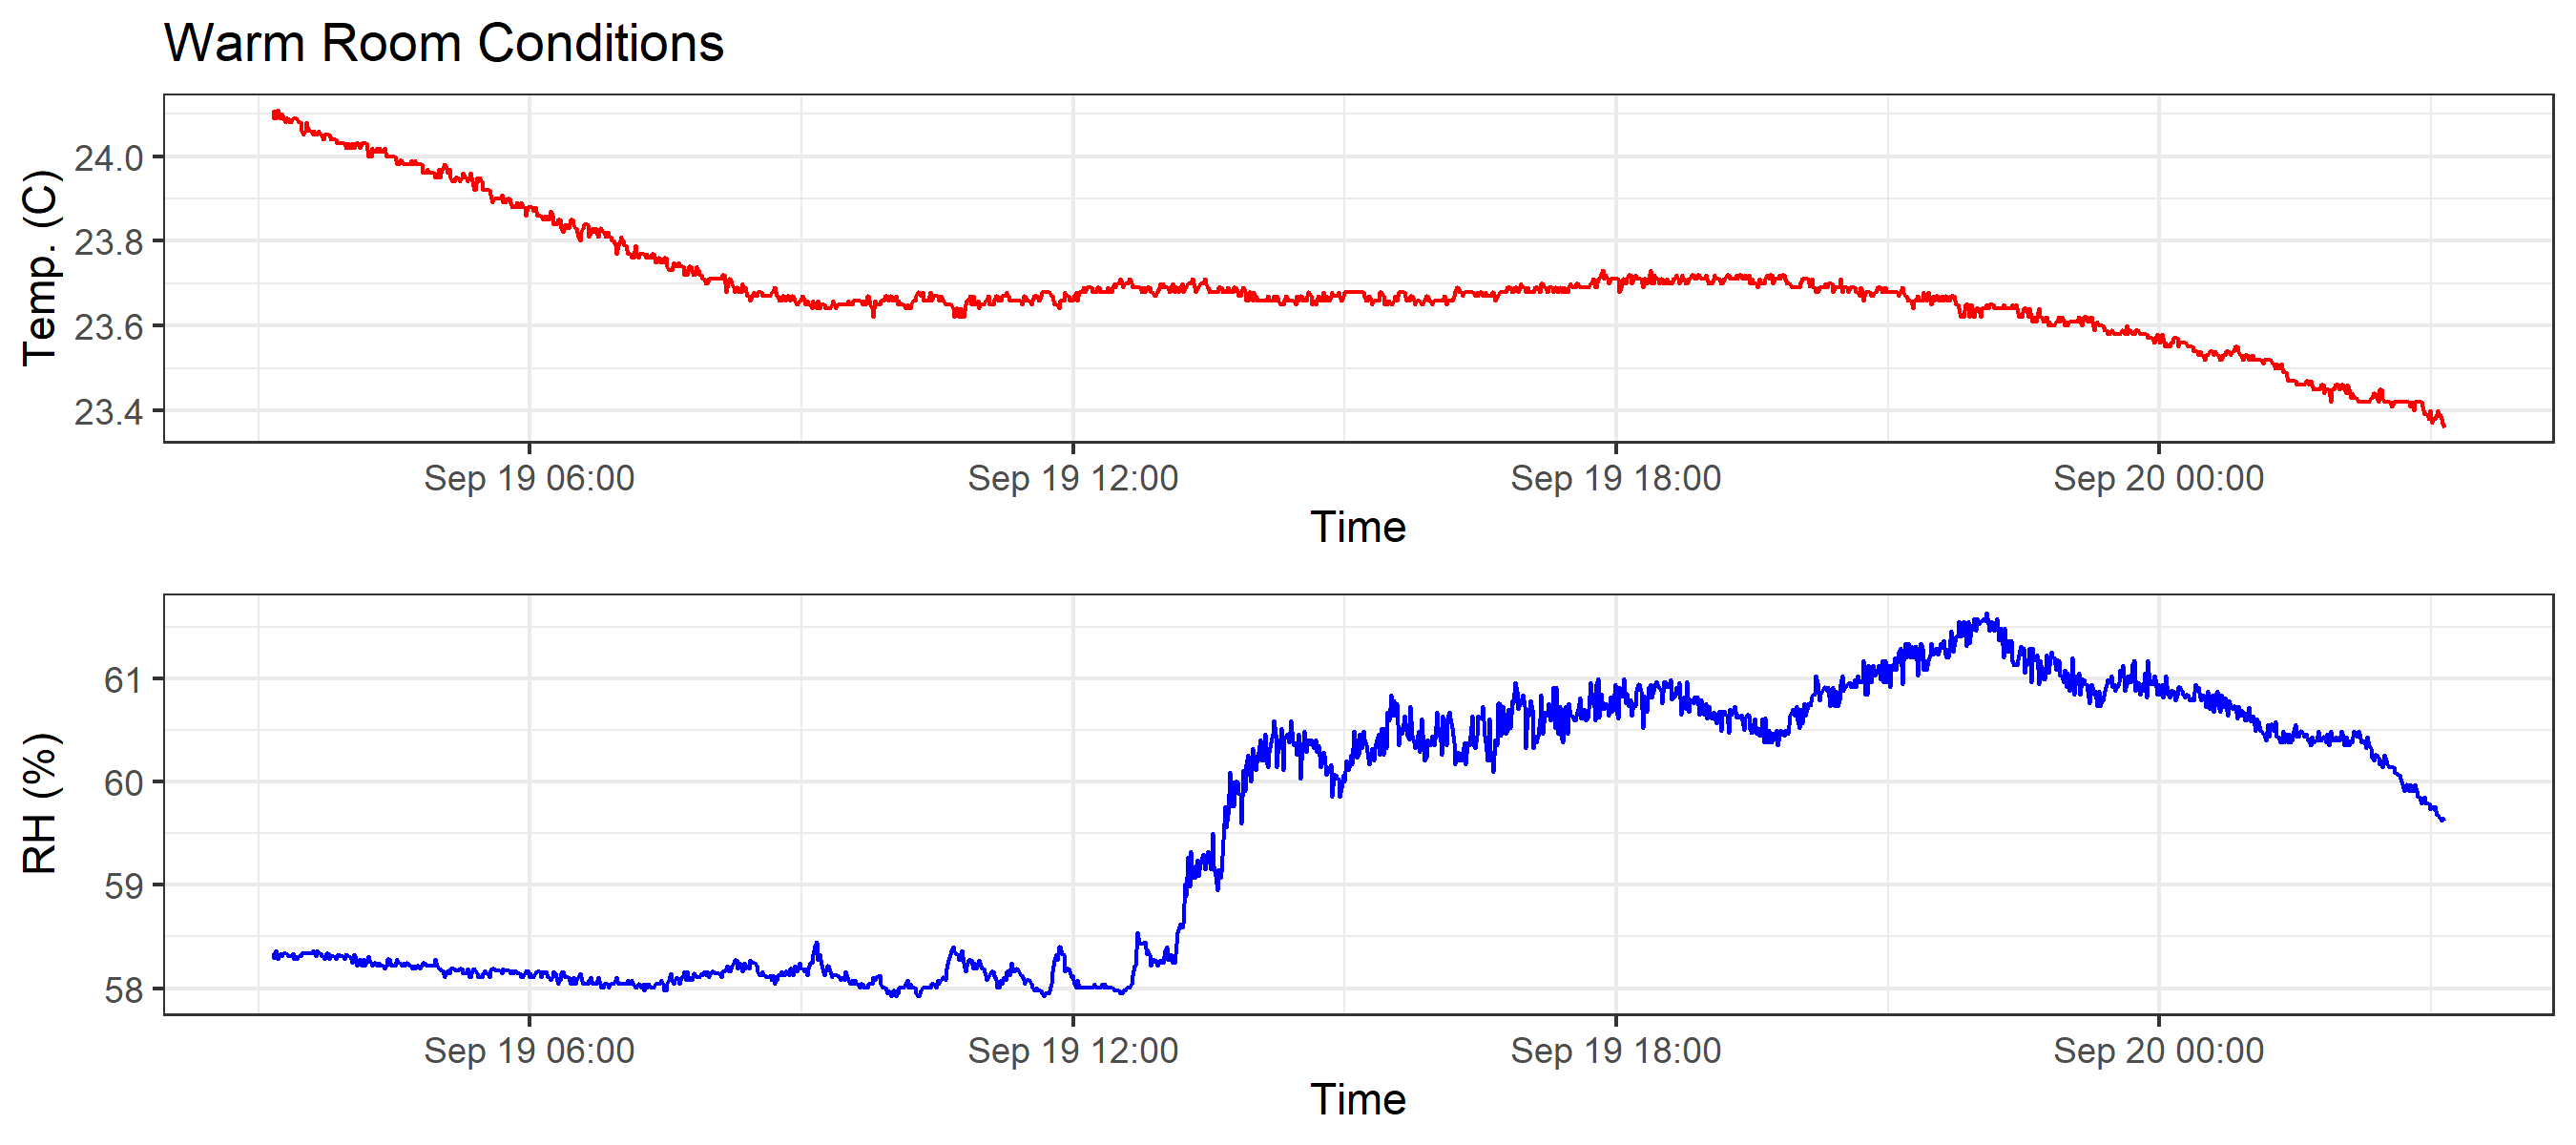 Warm Room Conditions
Temp. (C)
24.0
23.8
23.6
23.4
Sep 19 06:00 Sep 19 12:00 Sep 19 18:00 Sep 20 00:00
Time
RH (%)
61
60
59
58
Sep 19 06:00 Sep 19 12:00 Sep 19 18:00 Sep 20 00:00
Time